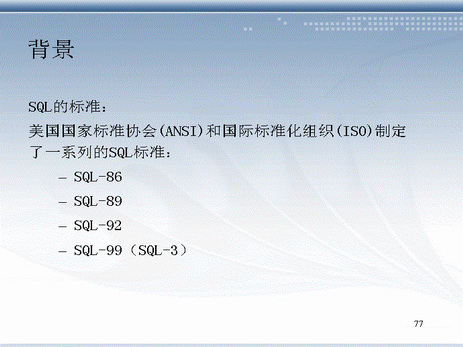 背景
SQL的标准：
美国国家标准协会(ANSI)和国际标准化组织(ISO)制定
了一系列的SQL标准：
– SQL-86
– SQL-89
– SQL-92
– SQL-99（SQL-3）
77